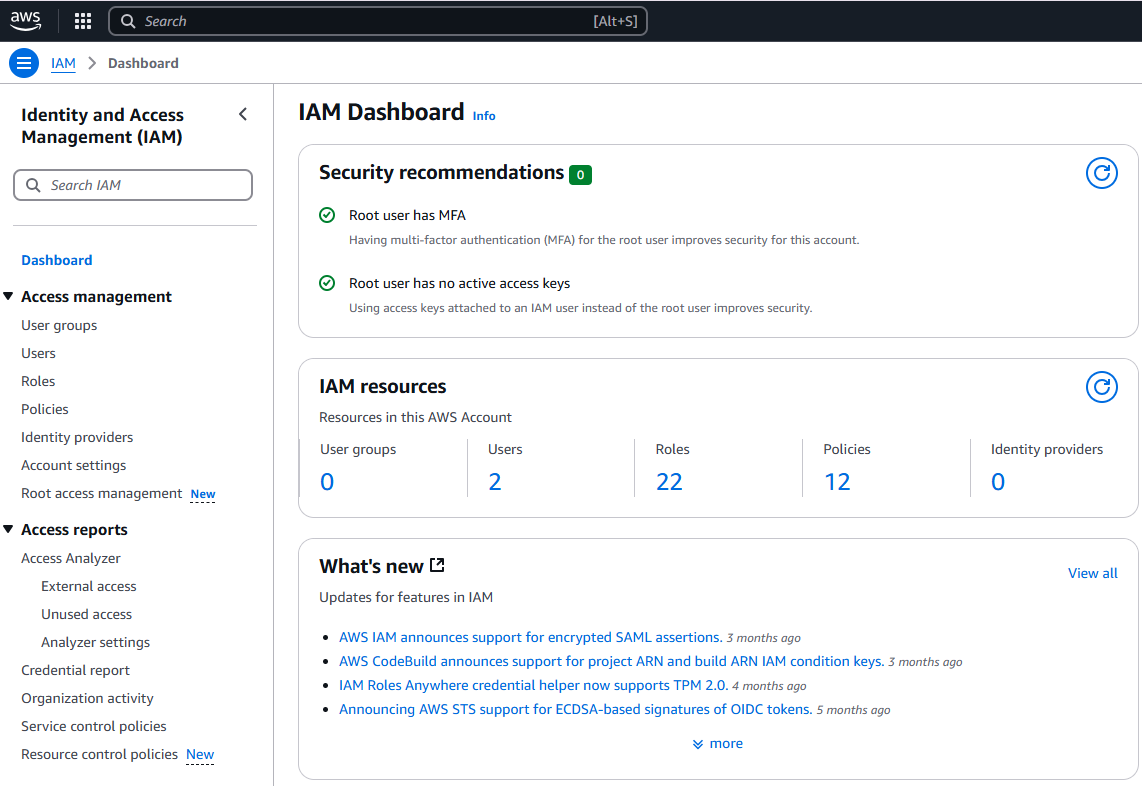 aws
Search [Alt+S]
IAM > Dashboard
Identity and Access
Management (IAM)
Search IAM
Dashboard
Access management
User groups
Users
Roles
Policies
Identity providers
Account settings
Root access management New
Access reports
Access Analyzer
External access
Unused access
Analyzer settings
Credential report
Organization activity
Service control policies
Resource control policies New
IAM Dashboard Info
Security recommendations 0
Root user has MFA
Having multi-factor authentication (MFA) for the root user improves security for this account.
Root user has no active access keys
Using access keys attached to an IAM user instead of the root user improves security.
IAM resources
Resources in this AWS Account
User groups Users Roles Policies Identity providers
0 2 22 12 0
What's new
View all
Updates for features in IAM
AWS IAM announces support for encrypted SAML assertions. 3 months ago
AWS CodeBuild announces support for project ARN and build ARN IAM condition keys. 3 months ago
IAM Roles Anywhere credential helper now supports TPM 2.0. 4 months ago
Announcing AWS STS support for ECDSA-based signatures of OIDC tokens. 5 months ago
more